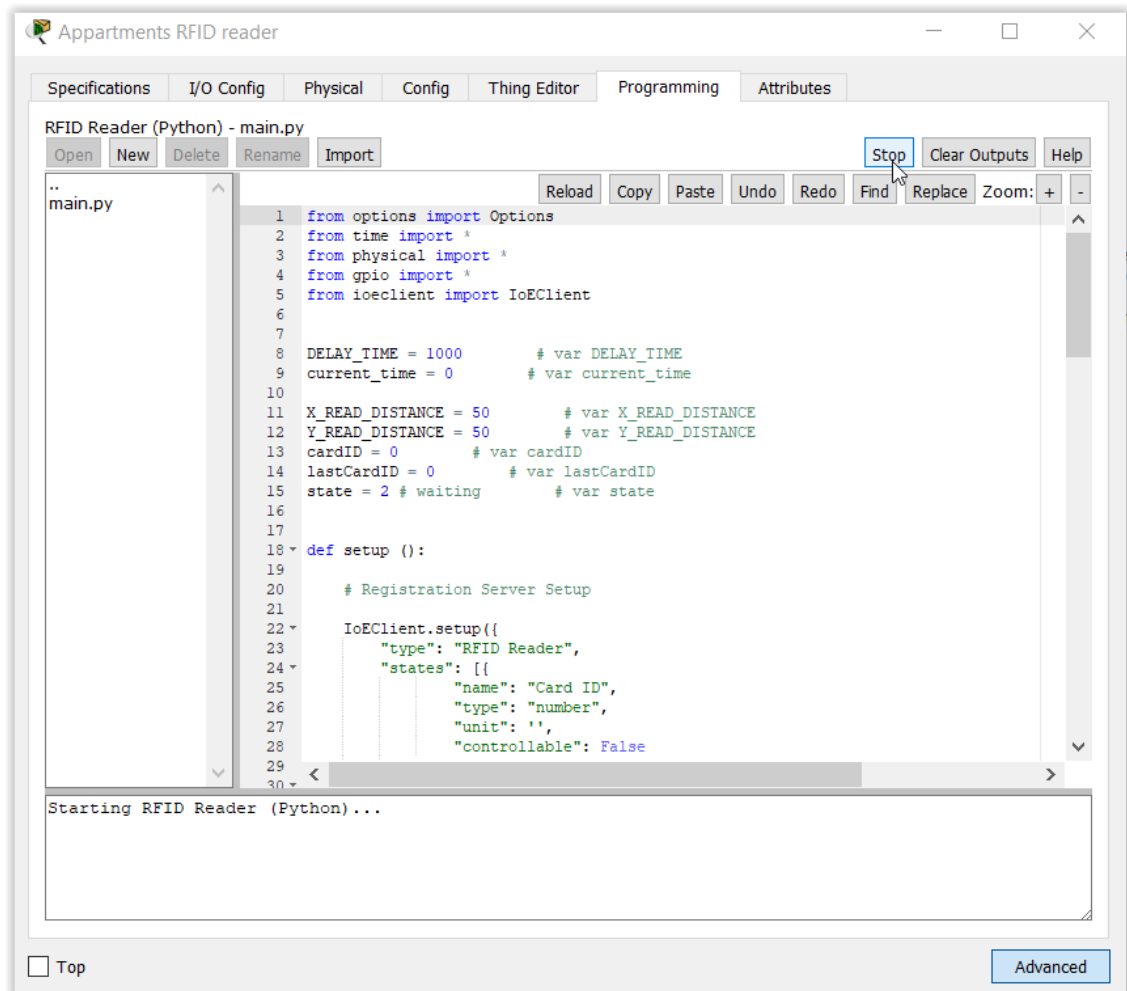 Appartments RFID reader
Specifications I/O Config Physical Config Thing Editor Programming Attributes
RFID Reader (Python) - main.py
Open New Delete Rename Import Stop Clear Outputs Help
..
main.py
Reload Copy Paste Undo Redo Find Replace Zoom: + -
1 from options import Options
2 from time import *
3 from physical import *
4 from gpio import *
5 from ioeclient import IoEClient
6
7
8 DELAY_TIME = 1000 # var DELAY_TIME
9 current_time = 0 # var current_time
10
11 X_READ_DISTANCE = 50 # var X_READ_DISTANCE
12 Y_READ_DISTANCE = 50 # var Y_READ_DISTANCE
13 cardID = 0 # var cardID
14 lastCardID = 0 # var lastCardID
15 state = 2 # waiting # var state
16
17
18 def setup ():
19
20 # Registration Server Setup
21
22 IoEClient.setup({
23 "type": "RFID Reader",
24 "states": [{
25 "name": "Card ID",
26 "type": "number",
27 "unit": '',
28 "controllable": False
29
30
Starting RFID Reader (Python)...
Top
Advanced